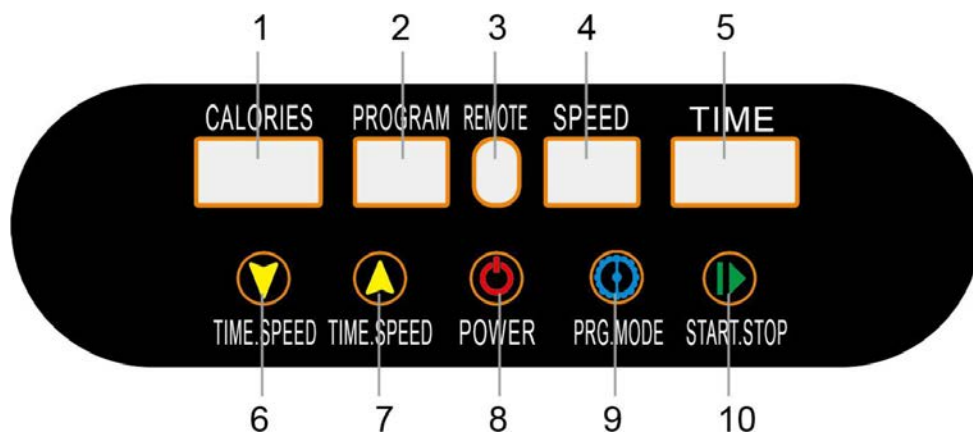 1 2 3 4 5
CALORIES PROGRAM REMOTE SPEED TIME
TIME.SPEED TIME.SPEED POWER PRG.MODE START.STOP
6 7 8 9 10